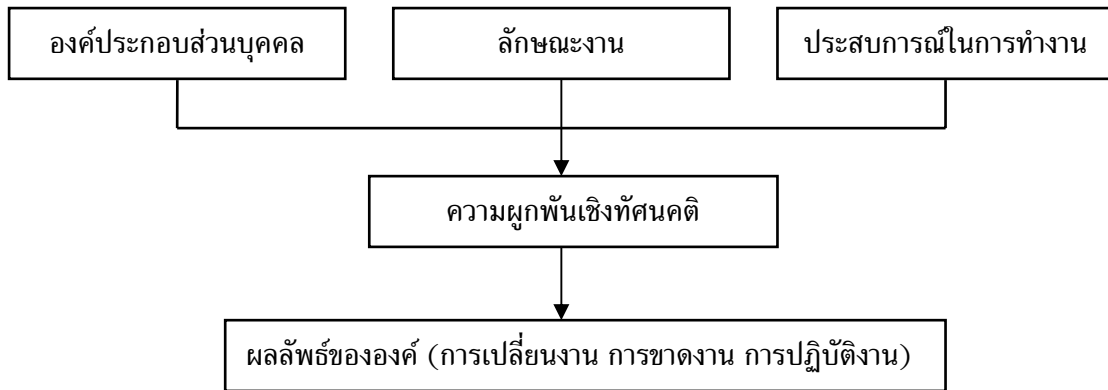 องค์ประกอบส่วนบุคคล
ลักษณะงาน
ประสบการณ์ในการทำงาน
ความผูกพันเชิงทัศนคติ
ผลลัพธ์ขององค์ (การเปลี่ยนงาน การขาดงาน การปฏิบัติงาน)